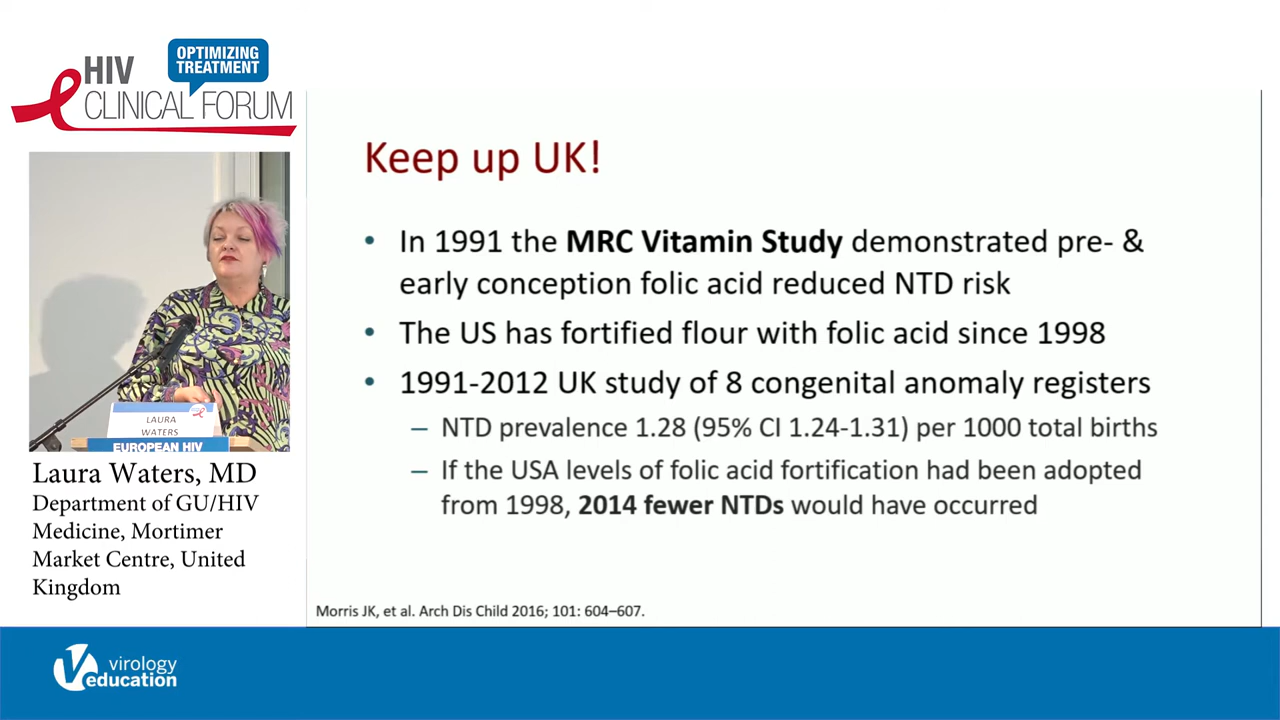 OPTIMIZING
TREATMENT
HIV
CLINICAL FORUM
LAURA
WATERS
EUROPEAN HIV
Laura Waters, MD
Department of GU/HIV
Medicine, Mortimer
Market Centre, United
Kingdom
Keep up UK!
• In 1991 the MRC Vitamin Study demonstrated pre- &
early conception folic acid reduced NTD risk
• The US has fortified flour with folic acid since 1998
• 1991-2012 UK study of 8 congenital anomaly registers
– NTD prevalence 1.28 (95% CI 1.24-1.31) per 1000 total births
– If the USA levels of folic acid fortification had been adopted
from 1998, 2014 fewer NTDs would have occurred
Morris JK, et al. Arch Dis Child 2016; 101: 604–607.
virology
education